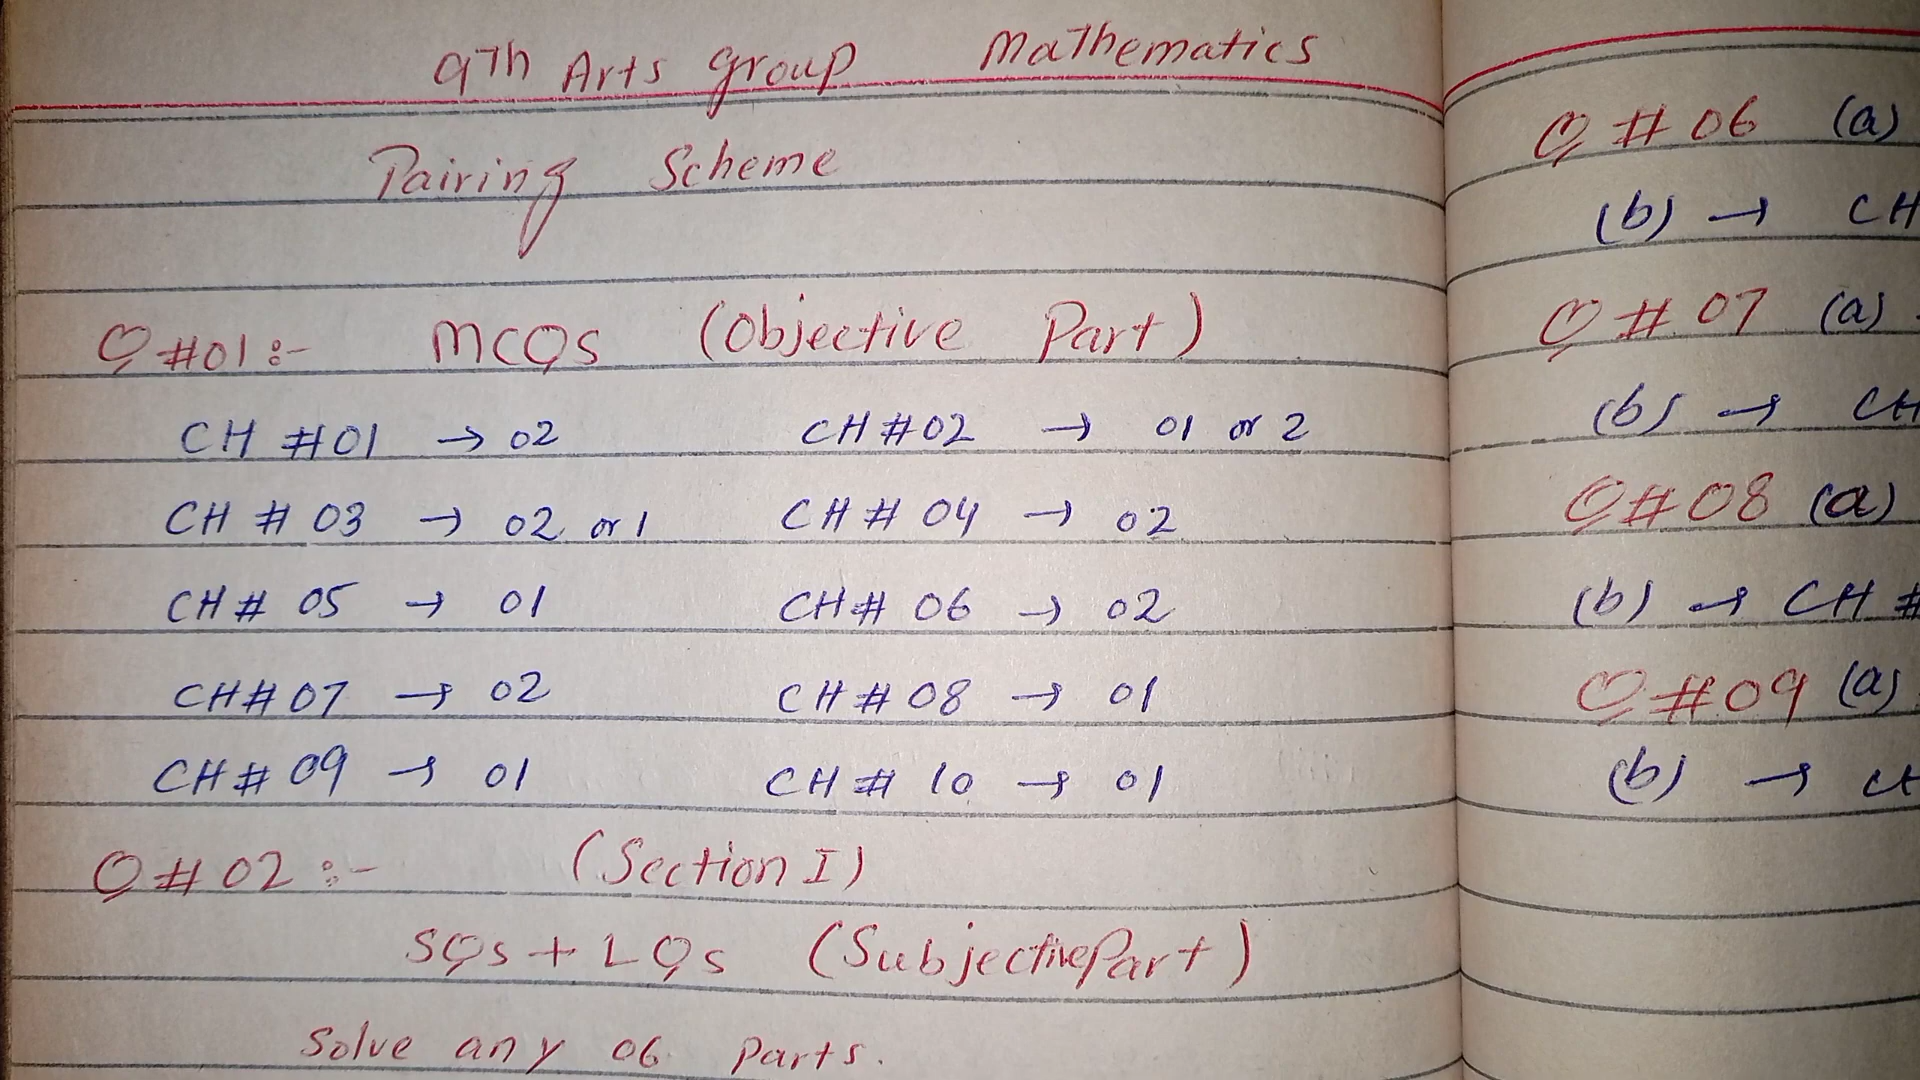 9Th Arts group Mathematics
Pairing Scheme
Q #01:- MCQs (Objective Part)
CH #01 → 02 CH #02 → 01 or 2
CH # 03 → 02 or 1 CH # 04 → 02
CH # 05 → 01 CH # 06 → 02
CH # 07 → 02 CH # 08 → 01
CH # 09 → 01 CH # 10 → 01
Q # 02:- (Section I)
SQs + LQs (Subjective Part)
Solve any 06 Parts.
Q # 06 (a)
(b) → CH
Q # 07 (a)
(b) → CH
Q # 08 (a)
(b) → CH #
Q # 09 (a)
(b) →